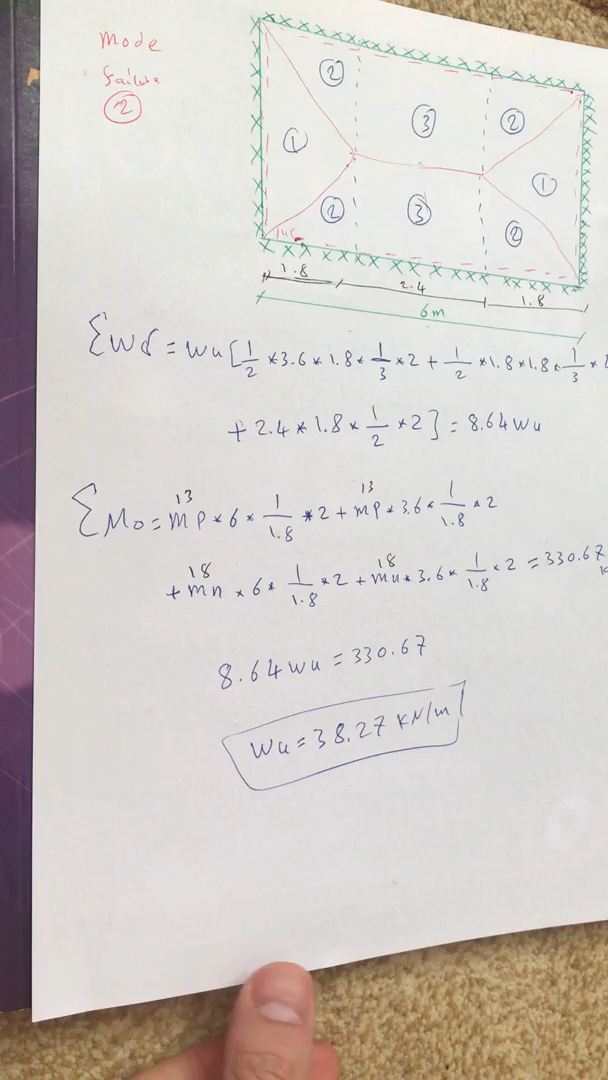 Mode
failure
②
② ③ ② ① ① ② ③ ②
1.8 2.4 1.8
6m
ΣWδ = Wu[1/2 * 3.6 * 1.8 * 1/3 * 2 + 1/2 * 1.8 * 1.8 * 1/3 *
+ 2.4 * 1.8 * 1/2 * 2] = 8.64 Wu
13 13
ΣMθ = mp * 6 * 1/1.8 * 2 + mp * 3.6 * 1/1.8 * 2
18 18
+ mn * 6 * 1/1.8 * 2 + mn * 3.6 * 1/1.8 * 2 = 330.67
8.64 Wu = 330.67
Wu = 38.27 KN/m